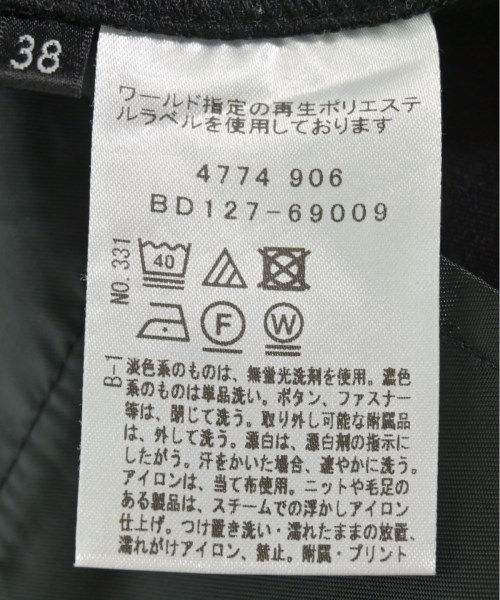 38
ワールド指定の再生ポリエステ
ルラベルを使用しております
4774 906
BD127-69009
NO.331
40
F
W
B-1
淡色系のものは、無蛍光洗剤を使用。濃色
系のものは単品洗い。ボタン、ファスナー
等は、閉じて洗う。取り外し可能な附属品
は、外して洗う。漂白は、漂白剤の指示に
したがう。汗をかいた場合、速やかに洗う。
アイロンは、当て布使用。ニットや毛足の
ある製品は、スチームでの浮かしアイロン
仕上げ。つけ置き洗い・濡れたままの放置、
濡れがけアイロン、禁止。附属・プリント